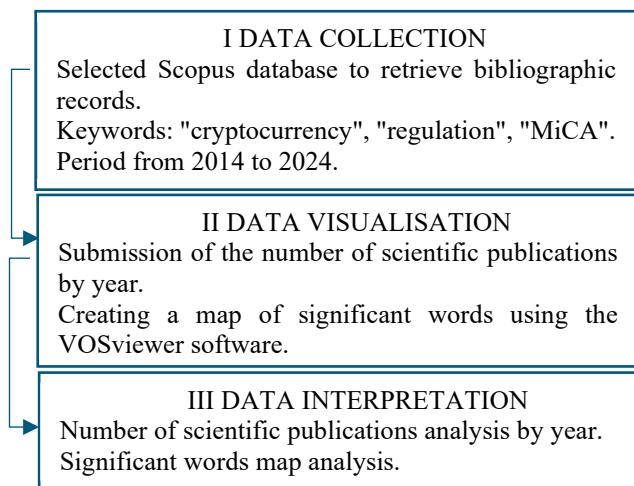 I DATA COLLECTION
Selected Scopus database to retrieve bibliographic
records.
Keywords: "cryptocurrency", "regulation", "MiCA".
Period from 2014 to 2024.
II DATA VISUALISATION
Submission of the number of scientific publications
by year.
Creating a map of significant words using the
VOSviewer software.
III DATA INTERPRETATION
Number of scientific publications analysis by year.
Significant words map analysis.